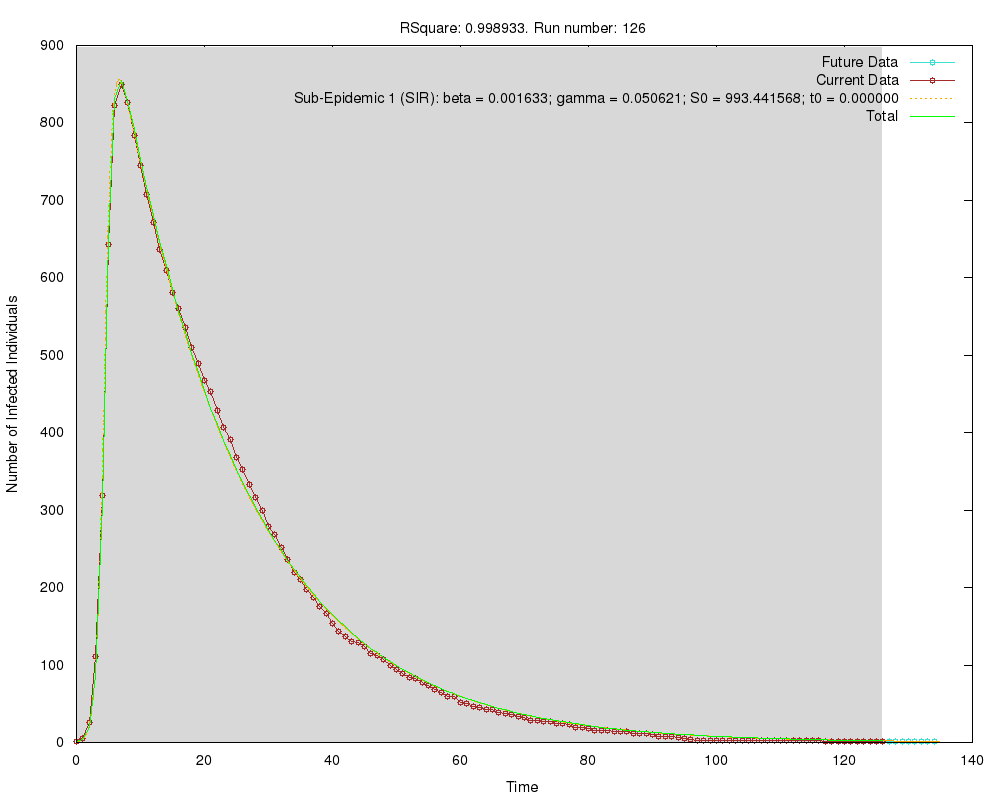 RSquare: 0.998933. Run number: 126
Future Data
Current Data
Sub-Epidemic 1 (SIR): beta = 0.001633; gamma = 0.050621; S0 = 993.441568; t0 = 0.000000
Total
900
800
700
600
500
400
300
200
100
0
Number of Infected Individuals
0 20 40 60 80 100 120 140
Time